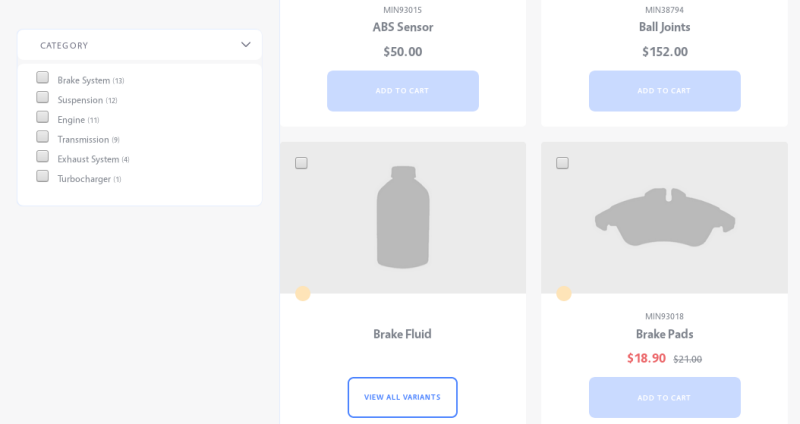 CATEGORY
Brake System (13)
Suspension (12)
Engine (11)
Transmission (9)
Exhaust System (4)
Turbocharger (1)
MIN93015
ABS Sensor
$50.00
ADD TO CART
MIN38794
Ball Joints
$152.00
ADD TO CART
Brake Fluid
VIEW ALL VARIANTS
MIN93018
Brake Pads
$18.90 $21.00
ADD TO CART